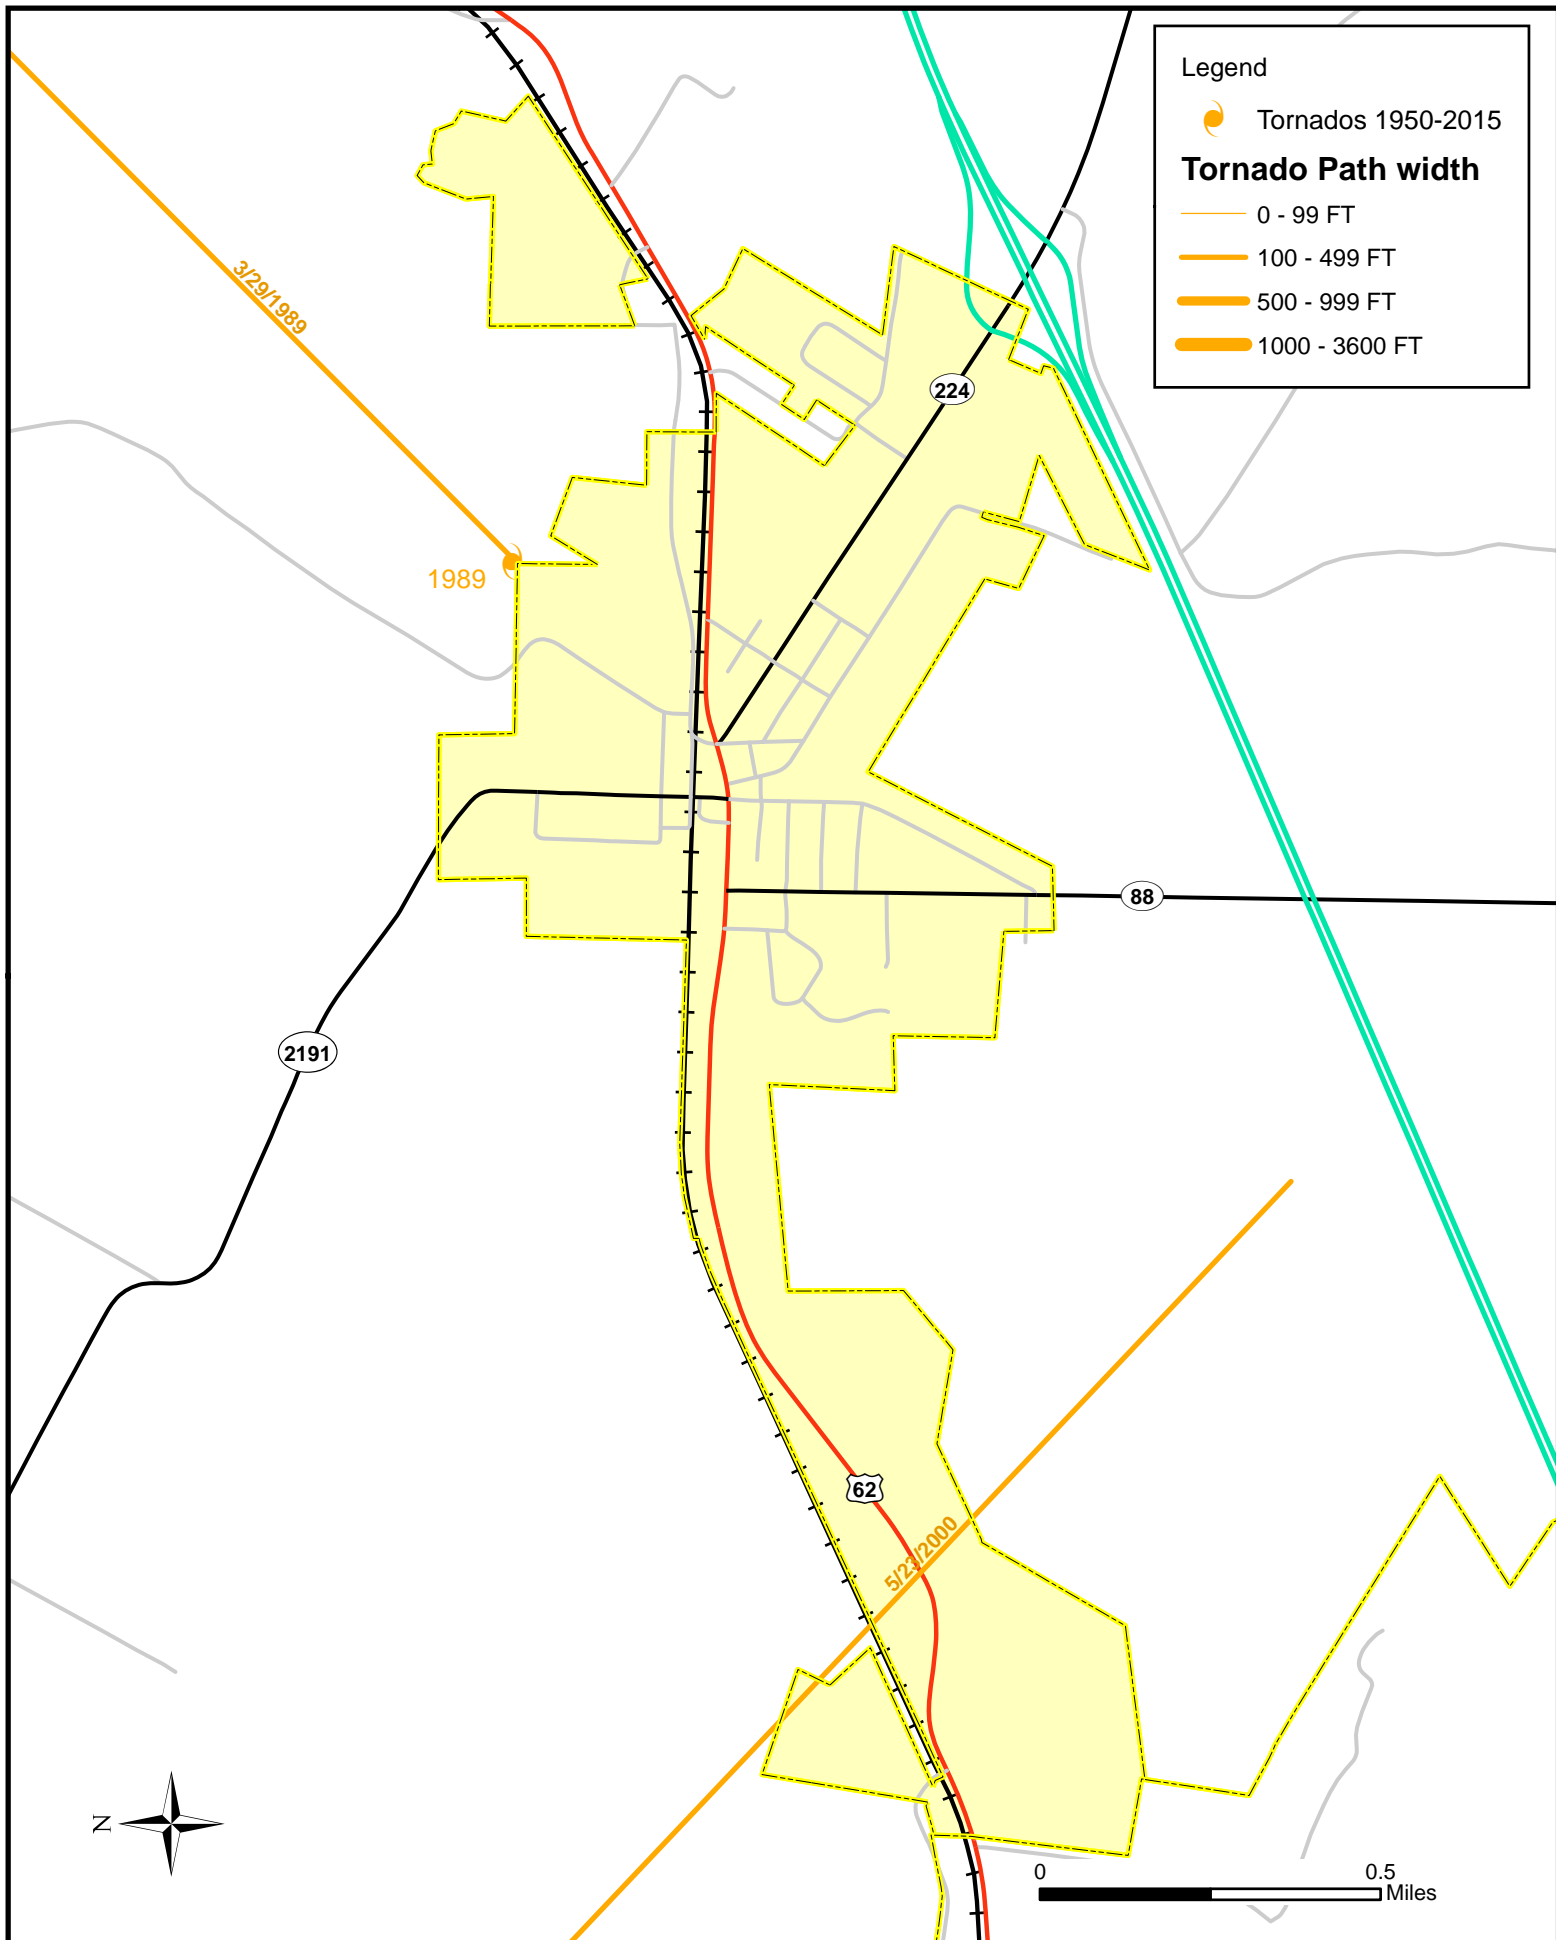 Legend
Tornados 1950-2015
Tornado Path width
0 - 99 FT
100 - 499 FT
500 - 999 FT
1000 - 3600 FT
3/29/1989
224
1989
88
2191
62
5/23/2000
N
0 0.5
Miles